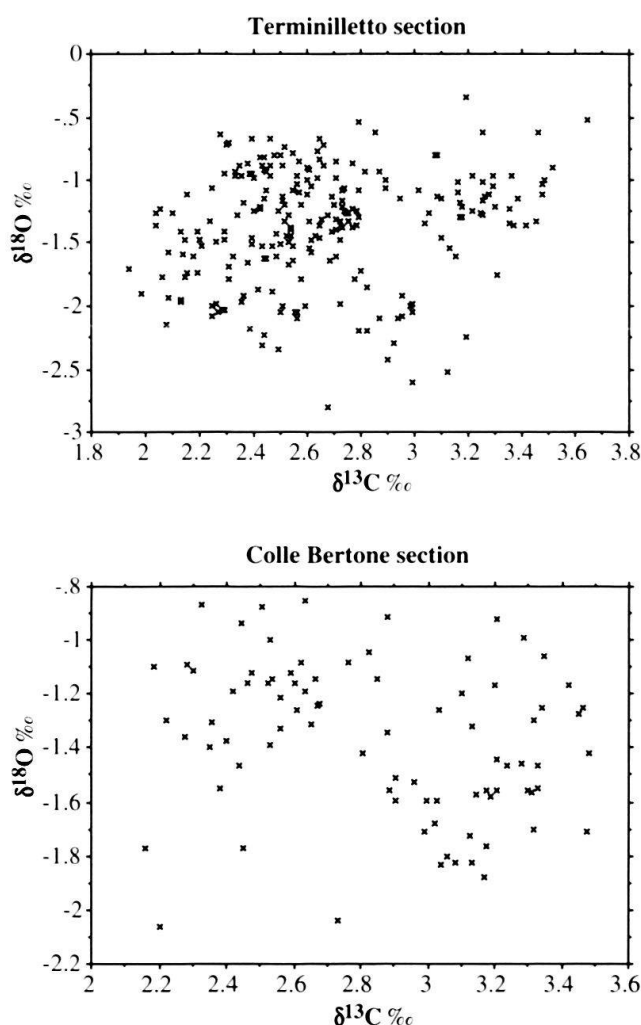 Terminilletto section
0
-.5
-1
-1.5
-2
-2.5
-3
δ18O ‰
1.8 2 2.2 2.4 2.6 2.8 3 3.2 3.4 3.6 3.8
δ13C ‰
Colle Bertone section
-.8
-1
-1.2
-1.4
-1.6
-1.8
-2
-2.2
δ18O ‰
2 2.2 2.4 2.6 2.8 3 3.2 3.4 3.6
δ13C ‰